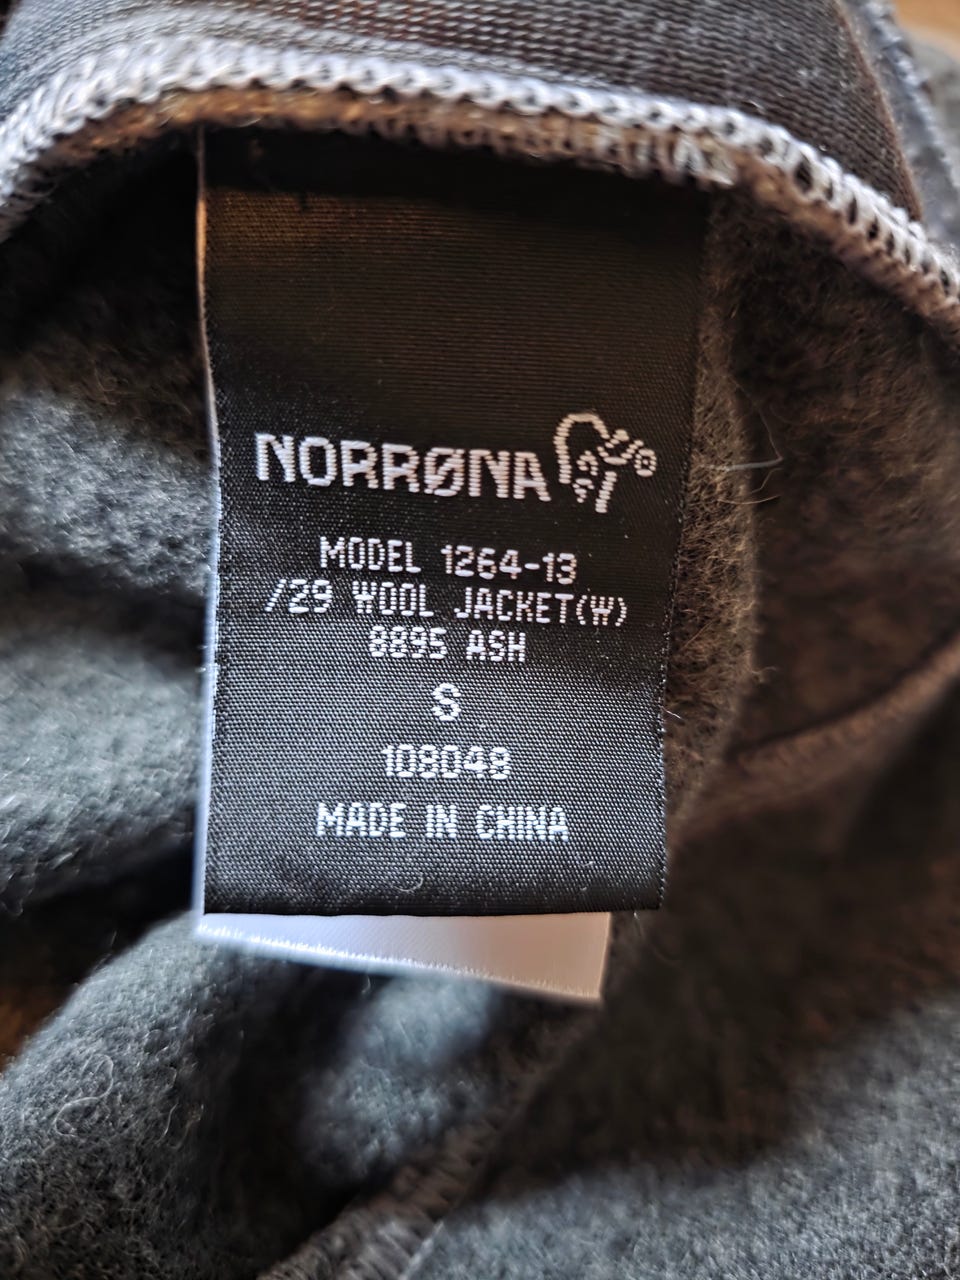 NORRØNA
MODEL 1264-13
/29 WOOL JACKET(W)
8895 ASH
S
108048
MADE IN CHINA